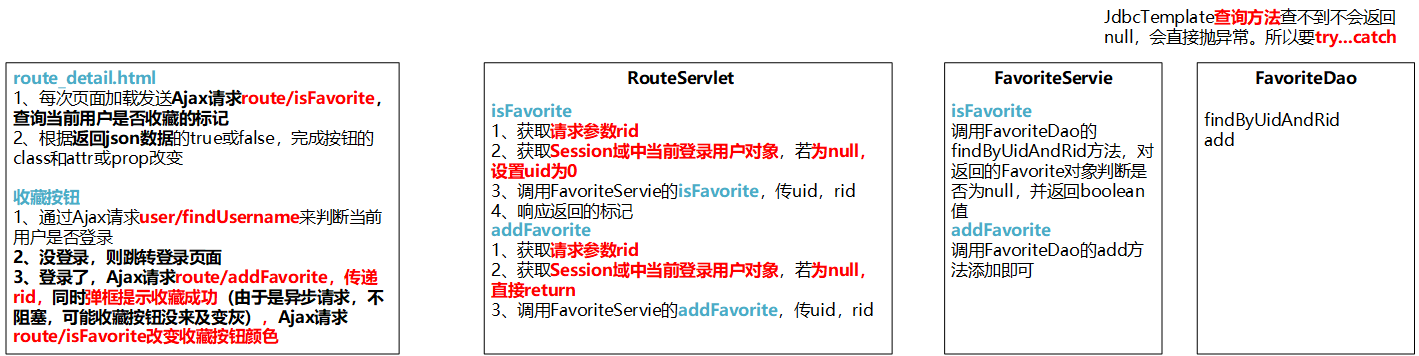 JdbcTemplate查询方法查不到不会返回
null，会直接抛异常。所以要try...catch
route_detail.html
1、每次页面加载发送Ajax请求route/isFavorite，
查询当前用户是否收藏的标记
2、根据返回json数据的true或false，完成按钮的
class和attr或prop改变
收藏按钮
1、通过Ajax请求user/findUsername来判断当前
用户是否登录
2、没登录，则跳转登录页面
3、登录了，Ajax请求route/addFavorite，传递
rid，同时弹框提示收藏成功（由于是异步请求，不
阻塞，可能收藏按钮没来及变灰），Ajax请求
route/isFavorite改变收藏按钮颜色
RouteServlet
isFavorite
1、获取请求参数rid
2、获取Session域中当前登录用户对象，若为null，
设置uid为0
3、调用FavoriteServie的isFavorite，传uid，rid
4、响应返回的标记
addFavorite
1、获取请求参数rid
2、获取Session域中当前登录用户对象，若为null，
直接return
3、调用FavoriteServie的addFavorite，传uid，rid
FavoriteServie
isFavorite
调用FavoriteDao的
findByUidAndRid方法，对
返回的Favorite对象判断是
否为null，并返回boolean
值
addFavorite
调用FavoriteDao的add方
法添加即可
FavoriteDao
findByUidAndRid
add